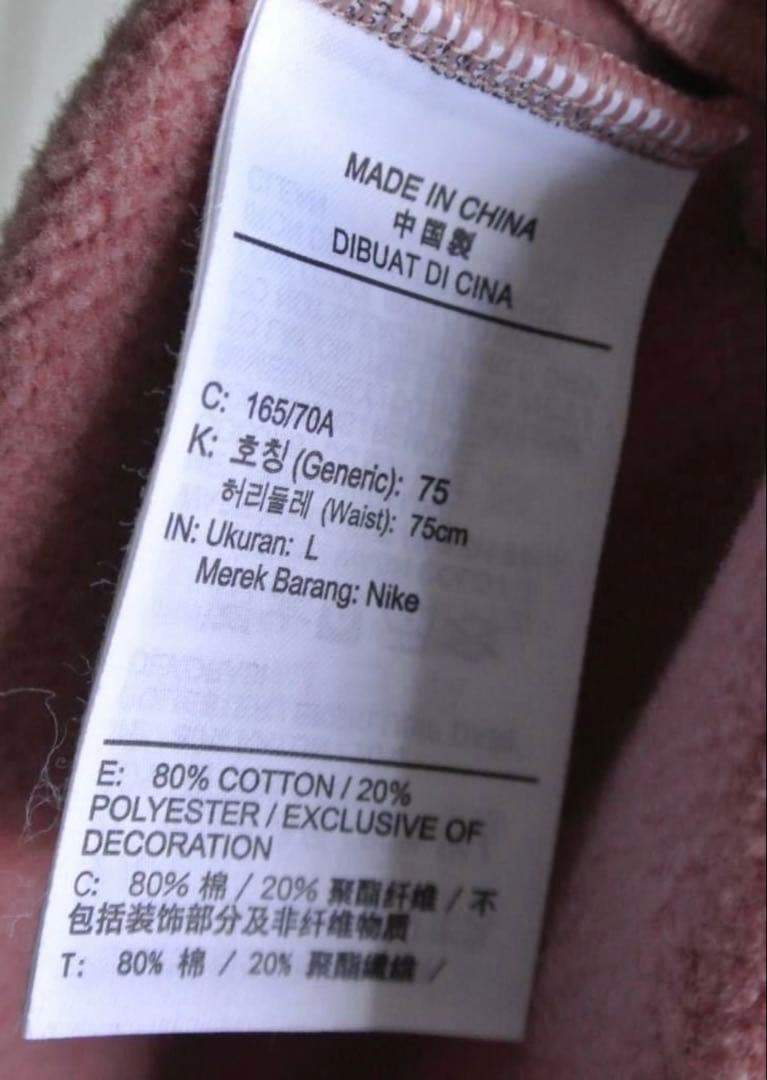 MADE IN CHINA
中国製
DIBUAT DI CINA
C: 165/70A
K: 호칭 (Generic): 75
허리둘레 (Waist): 75cm
IN: Ukuran: L
Merek Barang: Nike
E: 80% COTTON / 20%
POLYESTER / EXCLUSIVE OF
DECORATION
C: 80% 棉 / 20% 聚酯纤维 / 不
包括装饰部分及非纤维物质
T: 80% 棉 / 20% 聚酯纖維 /